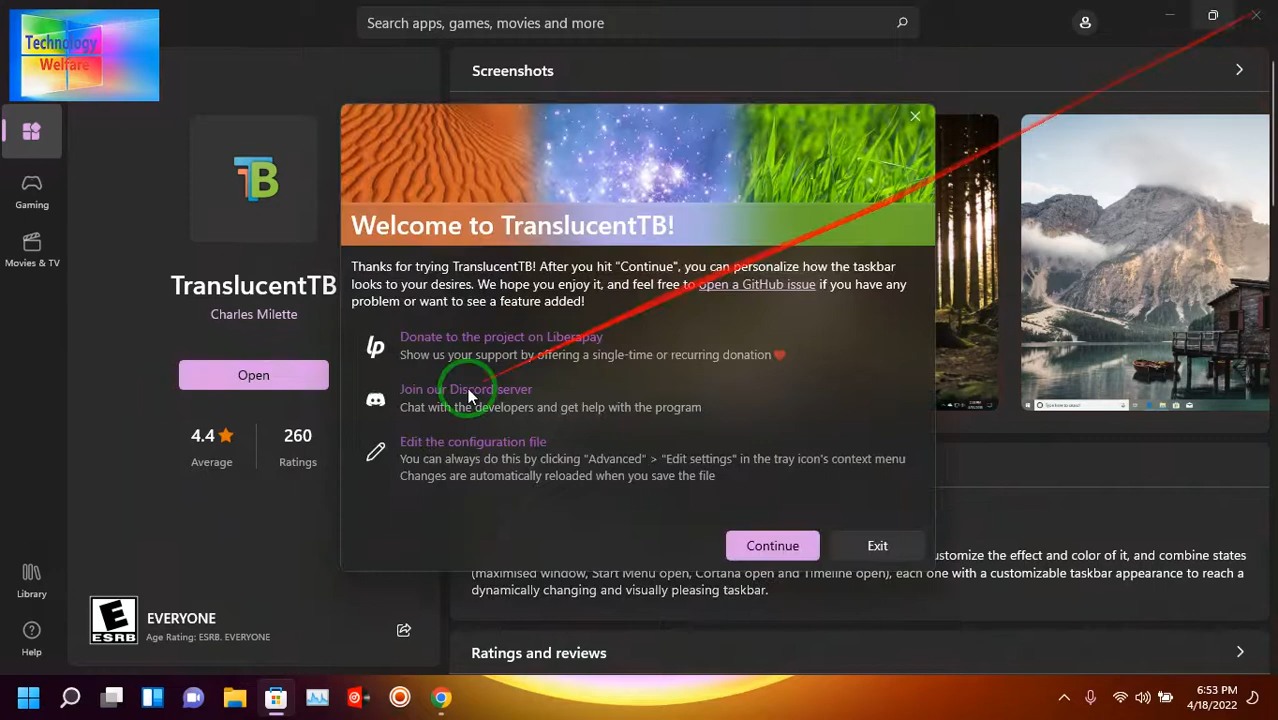 Technology
Welfare
Search apps, games, movies and more
Gaming
Movies & TV
Library
Help
TB
TranslucentTB
Charles Milette
Open
4.4
Average
260
Ratings
E
ESRB
EVERYONE
Age Rating: ESRB. EVERYONE
Screenshots
Welcome to TranslucentTB!
Thanks for trying TranslucentTB! After you hit "Continue", you can personalize how the taskbar
looks to your desires. We hope you enjoy it, and feel free to open a GitHub issue if you have any
problem or want to see a feature added!
lp
Donate to the project on Liberapay
Show us your support by offering a single-time or recurring donation
Join our Discord server
Chat with the developers and get help with the program
Edit the configuration file
You can always do this by clicking "Advanced" > "Edit settings" in the tray icon's context menu
Changes are automatically reloaded when you save the file
Continue
Exit
ustomize the effect and color of it, and combine states
(maximised window, Start Menu open, Cortana open and Timeline open), each one with a customizable taskbar appearance to reach a
dynamically changing and visually pleasing taskbar.
Ratings and reviews
6:53 PM
4/18/2022